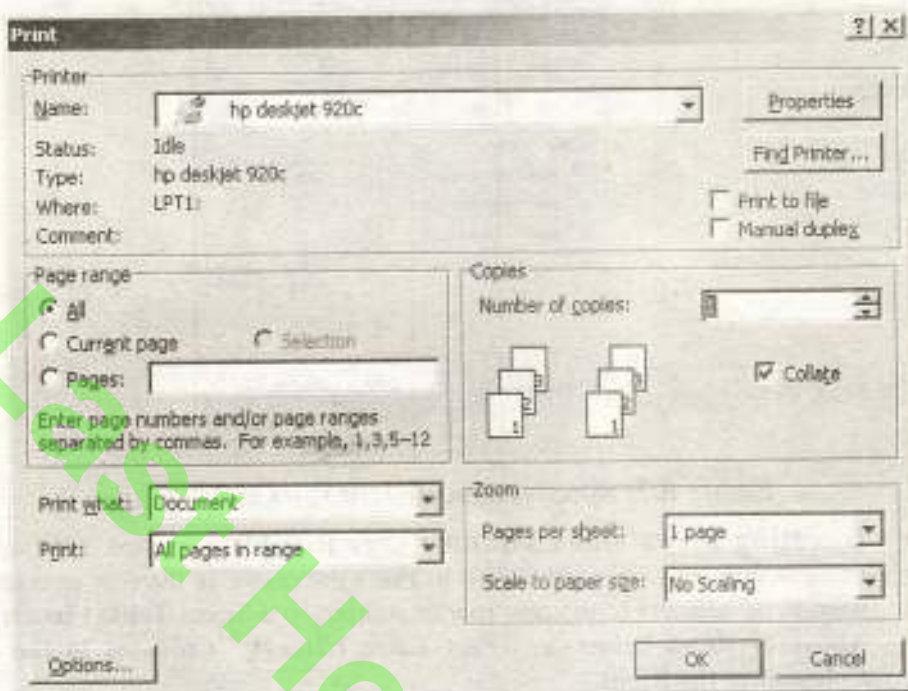 Print
? X
Printer
Name: hp deskjet 920c
Properties
Status: Idle
Find Printer...
Type: hp deskjet 920c
Where: LPT1:
Print to file
Comment:
Manual duplex
Page range
All
Current page Selection
Pages:
Enter page numbers and/or page ranges
separated by commas. For example, 1,3,5–12
Copies
Number of copies:
1 1
Collate
Print what: Document
Print: All pages in range
Zoom
Pages per sheet: 1 page
Scale to paper size: No Scaling
Options...
OK Cancel
Last Ho